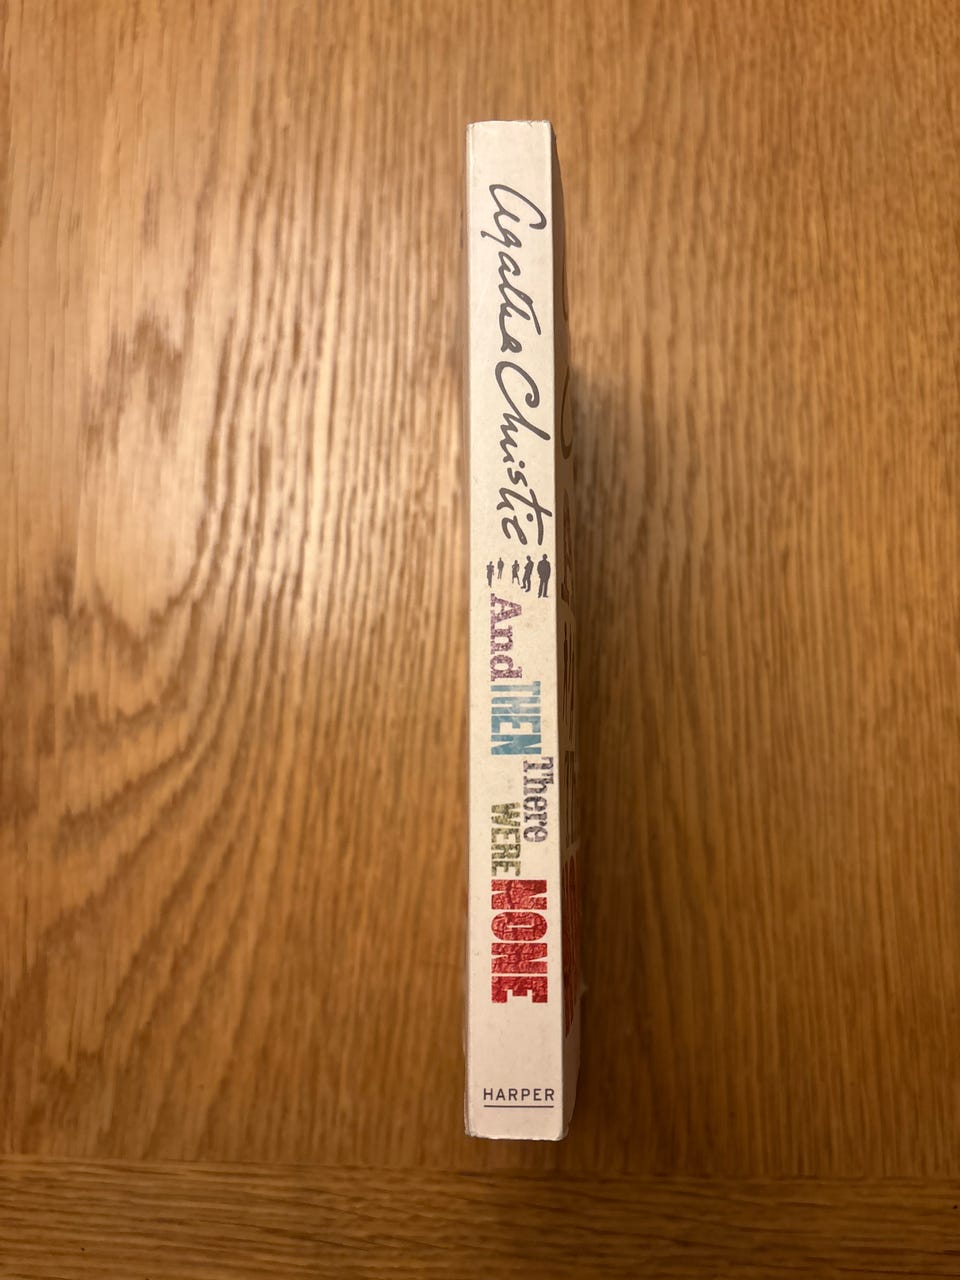 Agatha Christie
And THEN There WERE NONE
HARPER